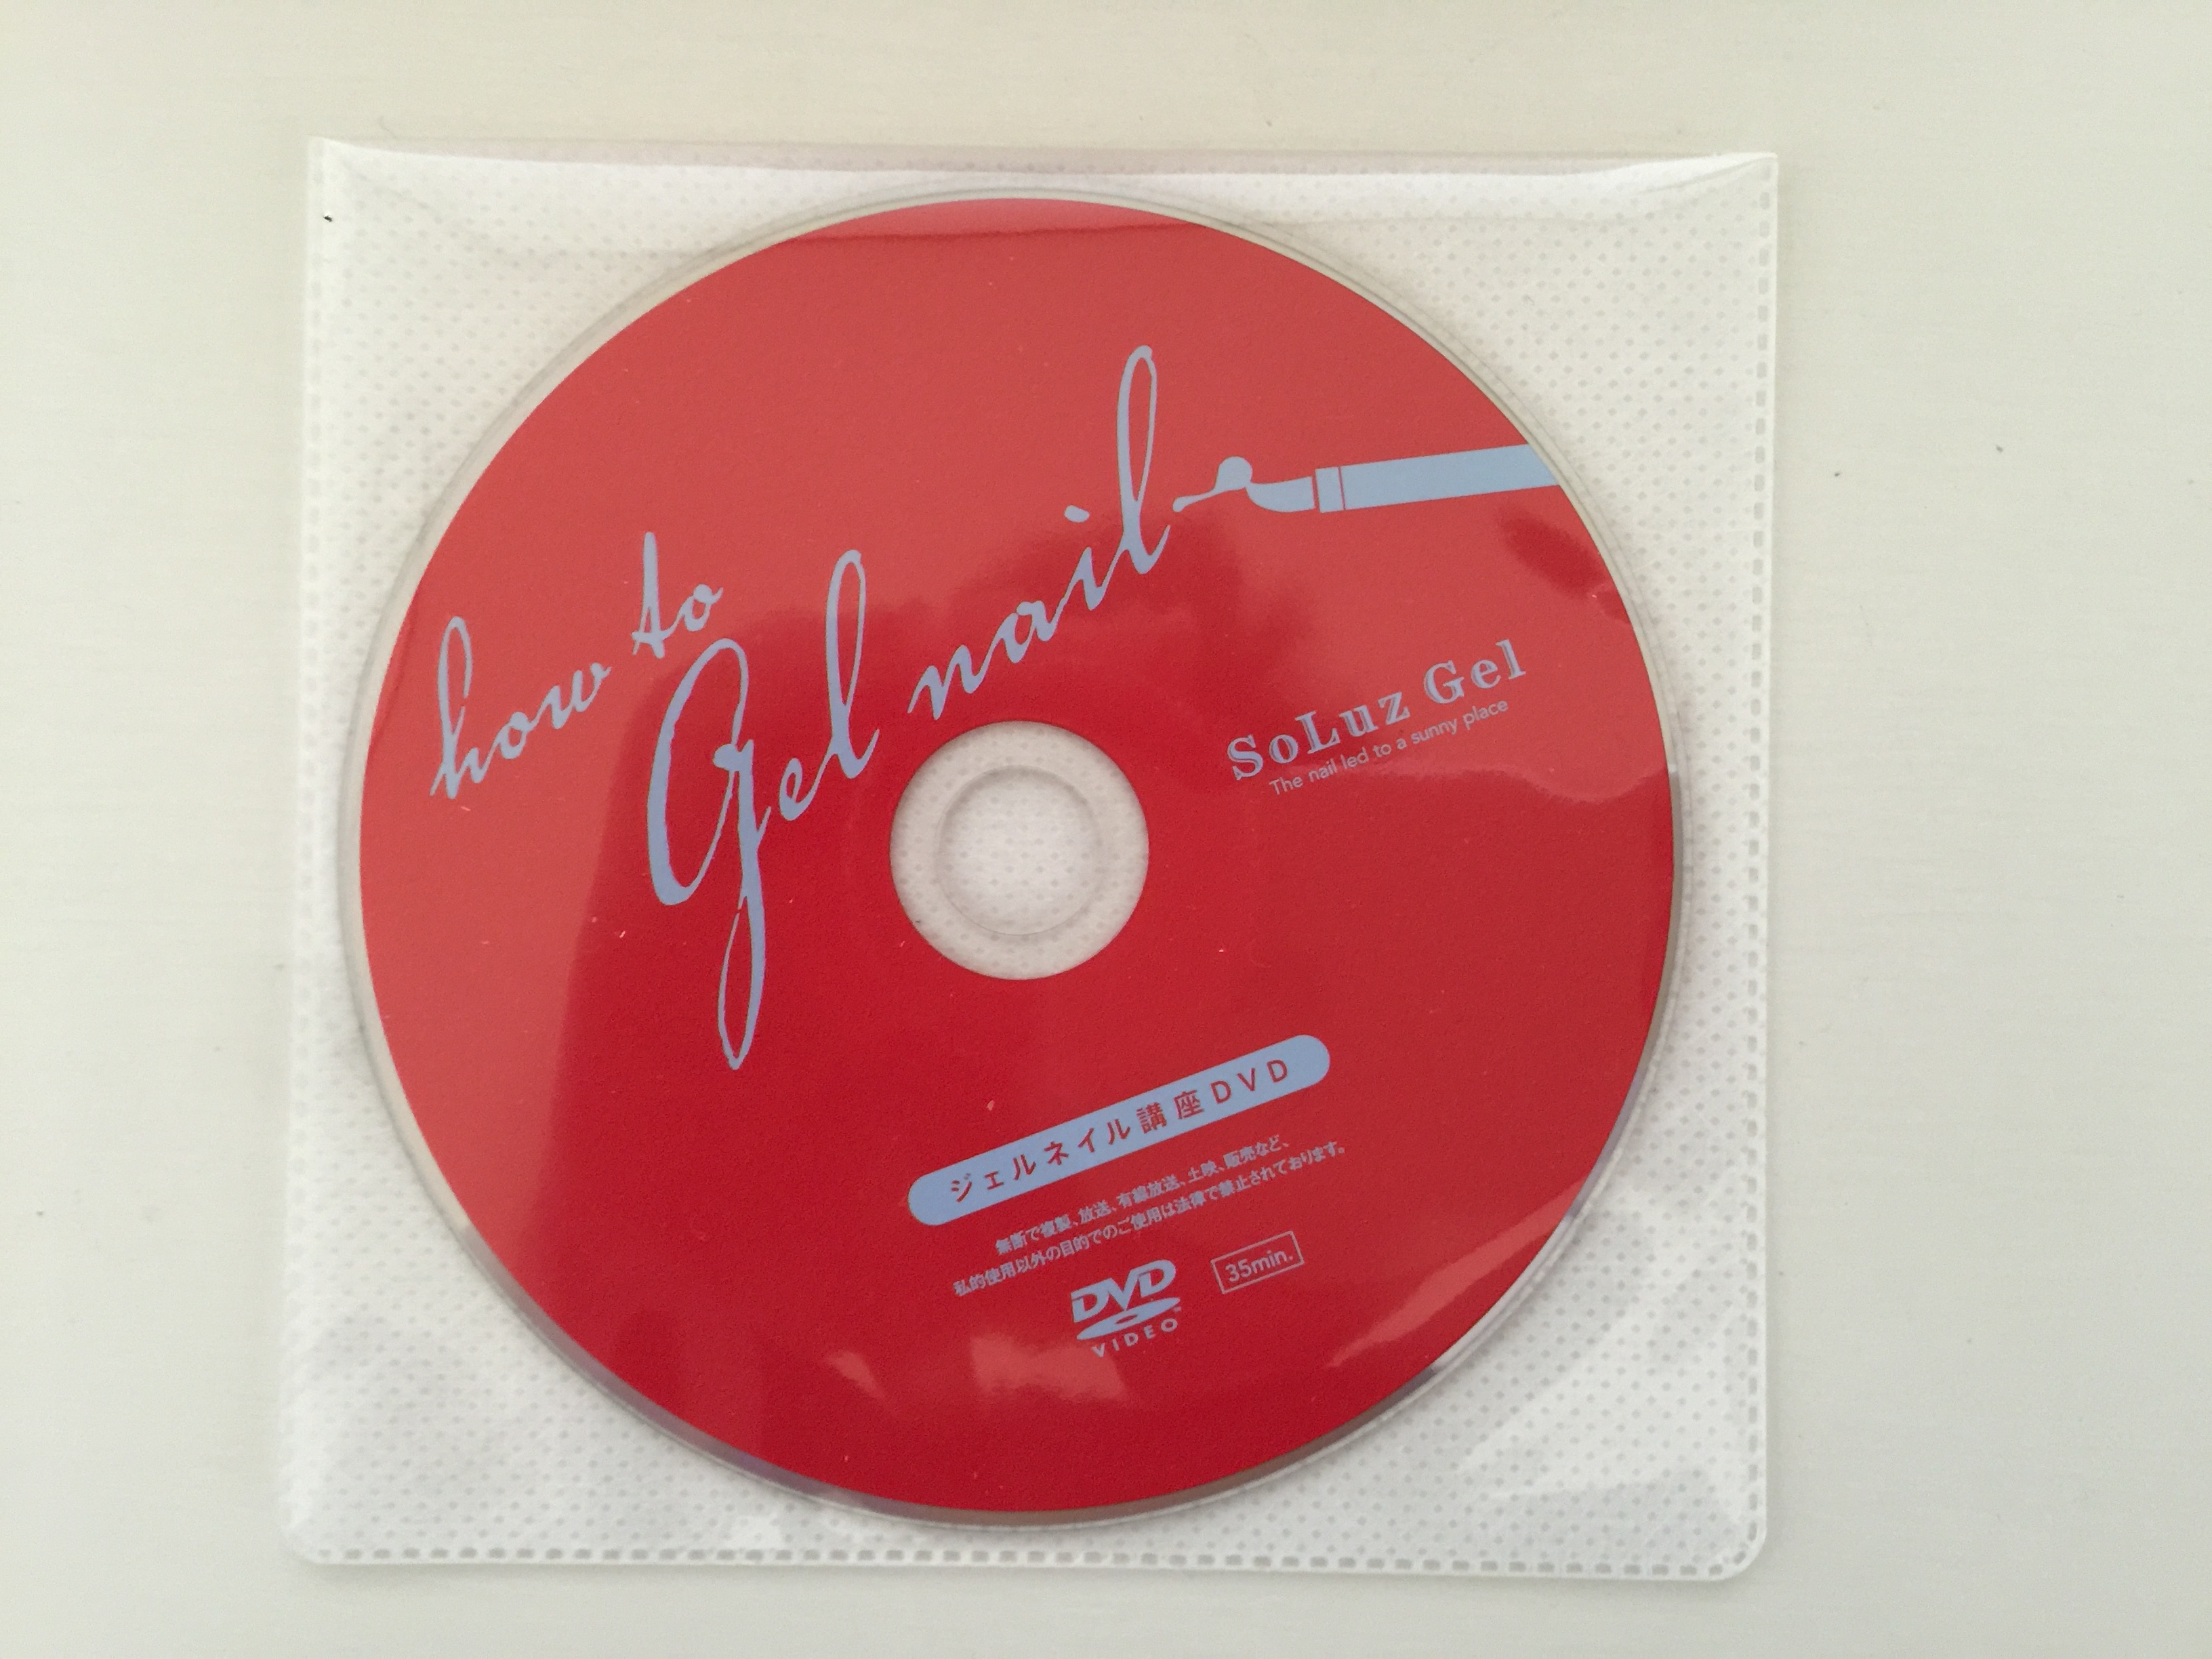 how to
Gel nail
SoLuz Gel
The nail led to a sunny place
ジェルネイル講座DVD
無断で複製、放送、有線放送、上映、販売など、
私的使用以外の目的でのご使用は法律で禁止されております。
DVD
VIDEO
35min.